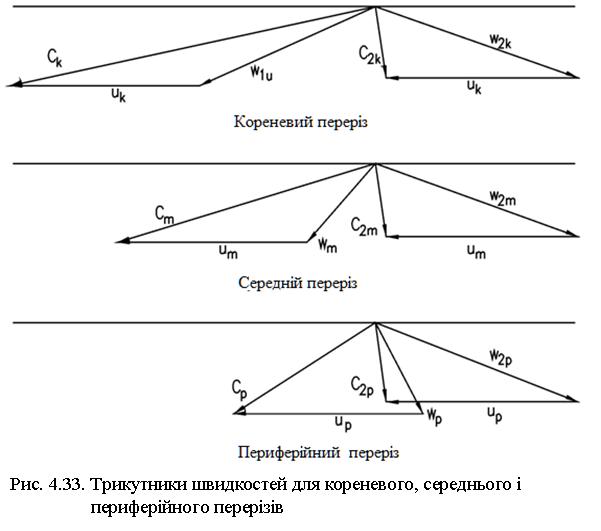 C_k
w_1u
u_k
C_2k
w_2k
u_k
Кореневий переріз
C_m
w_m
u_m
C_2m
w_2m
u_m
Середній переріз
C_p
w_p
u_p
C_2p
w_2p
u_p
Периферійний переріз
Рис. 4.33. Трикутники швидкостей для кореневого, середнього і
периферійного перерізів